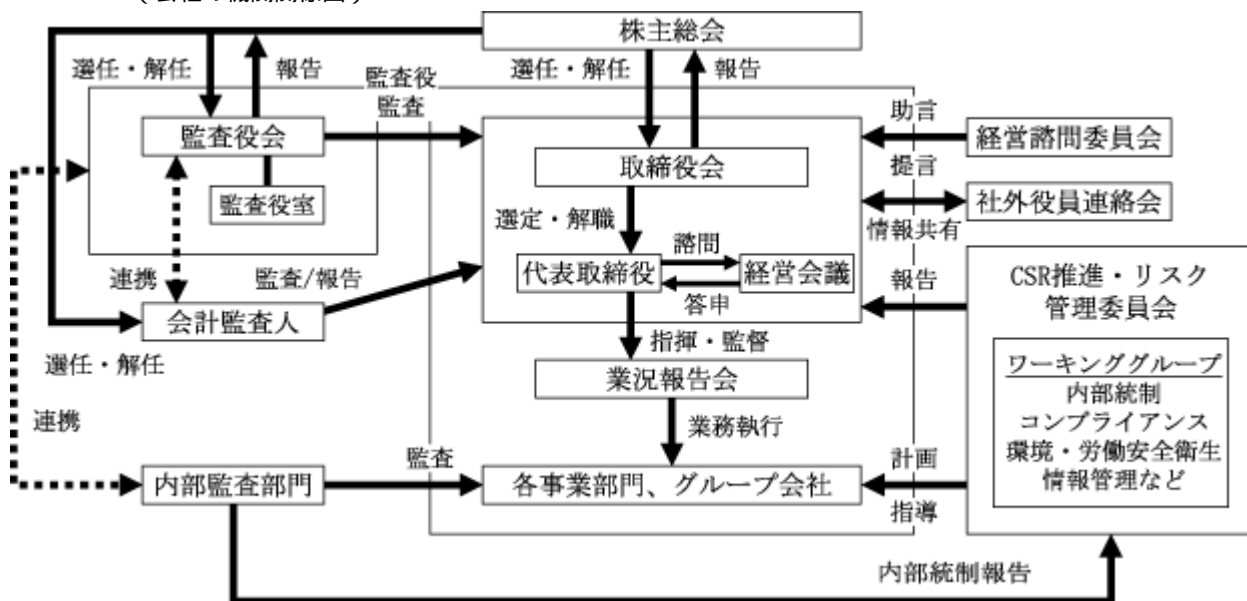 株主総会
選任・解任
報告
監査役
監査
選任・解任
報告
助言
監査役会
経営諮問委員会
取締役会
提言
監査役室
社外役員連絡会
選定・解職
情報共有
諮問
連携
監査/報告
代表取締役
経営会議
報告
CSR推進・リスク
管理委員会
答申
会計監査人
指揮・監督
選任・解任
業況報告会
ワーキンググループ
内部統制
コンプライアンス
環境・労働安全衛生
情報管理など
連携
業務執行
監査
計画
内部監査部門
各事業部門、グループ会社
指導
内部統制報告